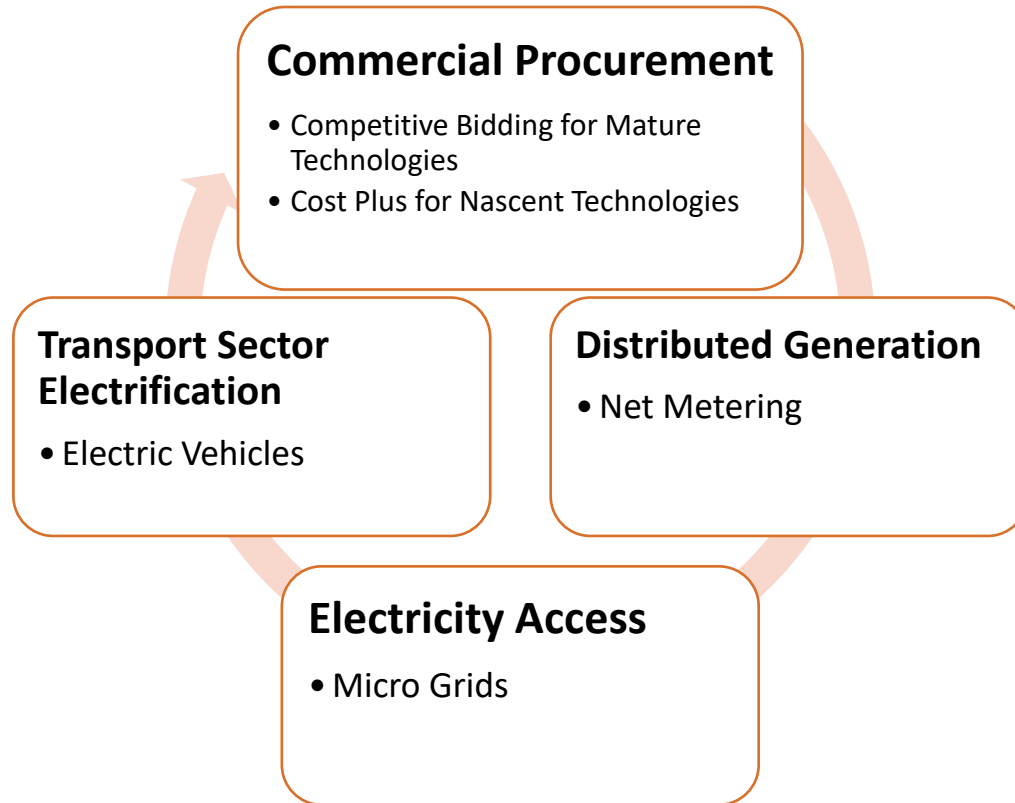 Commercial Procurement
• Competitive Bidding for Mature
Technologies
• Cost Plus for Nascent Technologies
Transport Sector
Electrification
• Electric Vehicles
Distributed Generation
• Net Metering
Electricity Access
• Micro Grids